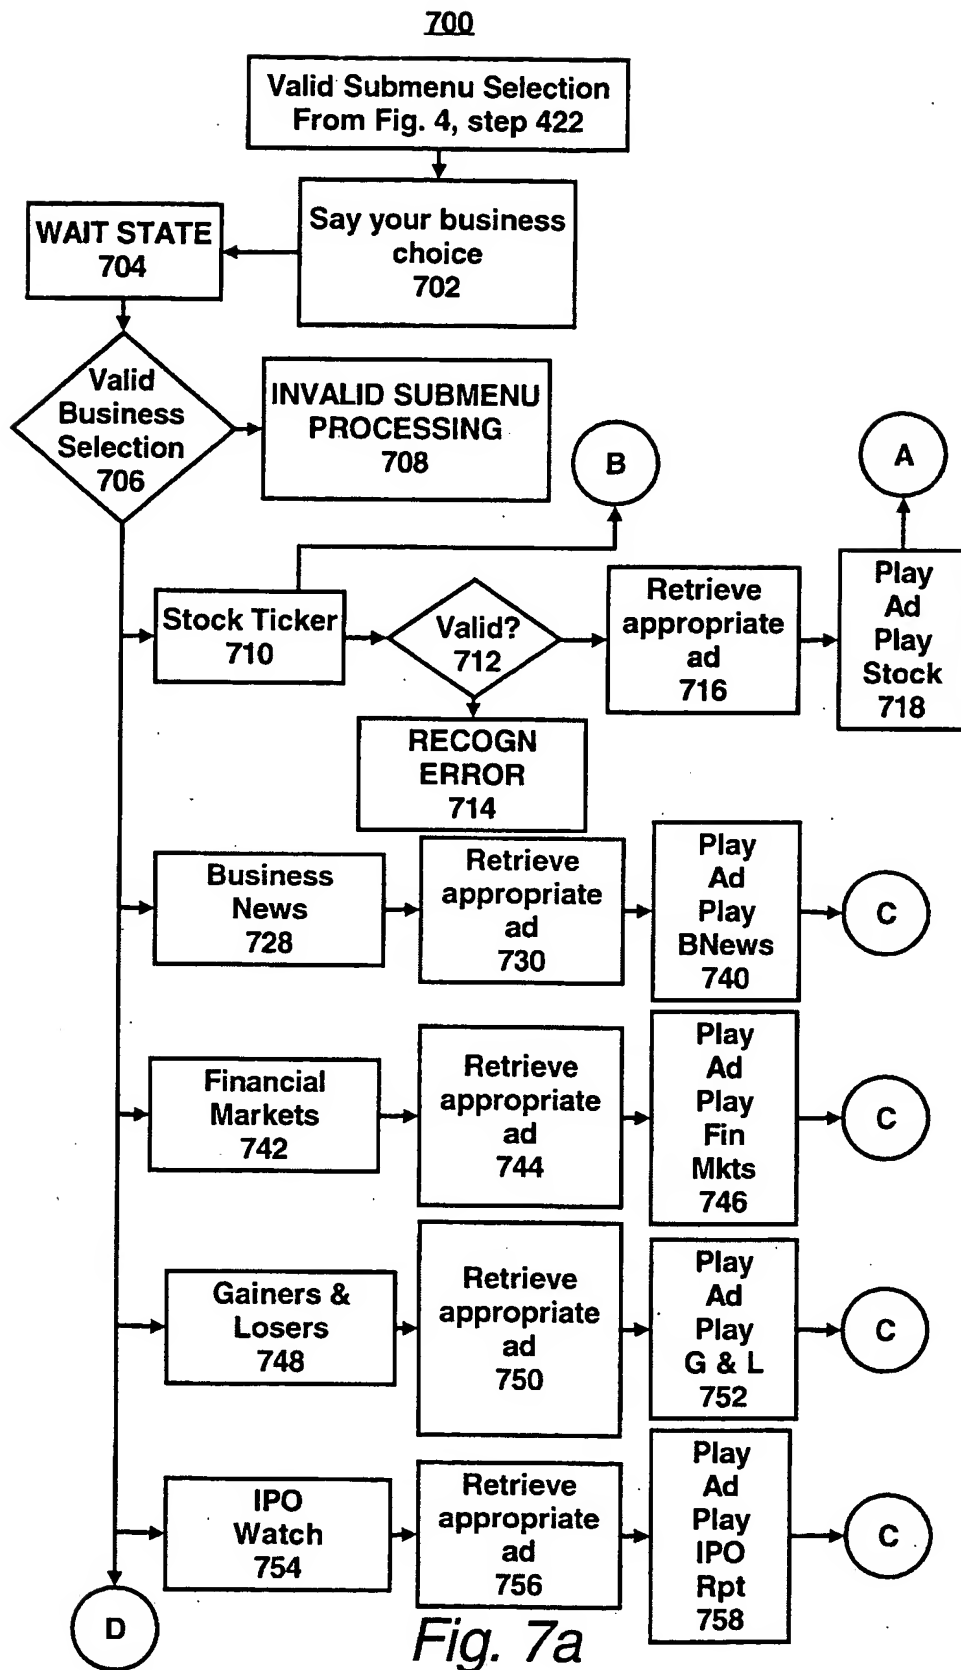 700
Valid Submenu Selection
From Fig. 4, step 422
Say your business
choice
702
WAIT STATE
704
Valid
Business
Selection
706
INVALID SUBMENU
PROCESSING
708
B
A
Stock Ticker
710
Valid?
712
RECOGN
ERROR
714
Retrieve
appropriate
ad
716
Play
Ad
Play
Stock
718
Business
News
728
Retrieve
appropriate
ad
730
Play
Ad
Play
BNews
740
C
Financial
Markets
742
Retrieve
appropriate
ad
744
Play
Ad
Play
Fin
Mkts
746
C
Gainers &
Losers
748
Retrieve
appropriate
ad
750
Play
Ad
Play
G & L
752
C
IPO
Watch
754
Retrieve
appropriate
ad
756
Play
Ad
Play
IPO
Rpt
758
C
D
Fig. 7a